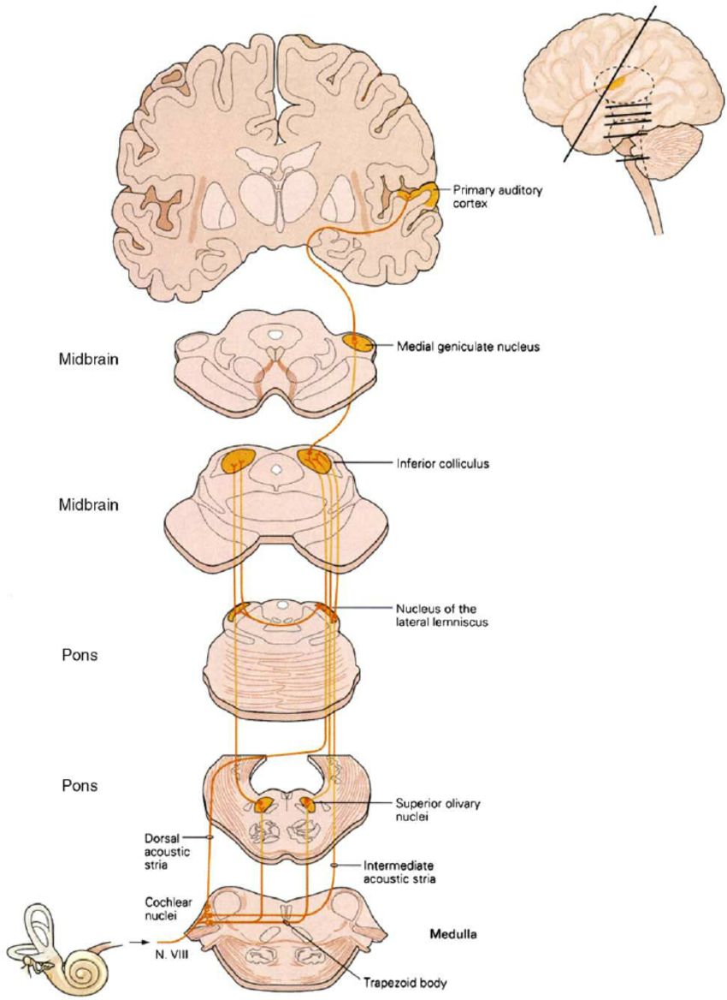 Primary auditory
cortex
Medial geniculate nucleus
Midbrain
Inferior colliculus
Midbrain
Nucleus of the
lateral lemniscus
Pons
Pons
Superior olivary
nuclei
Dorsal
acoustic
stria
Intermediate
acoustic stria
Cochlear
nuclei
Medulla
N. VIII
Trapezoid body